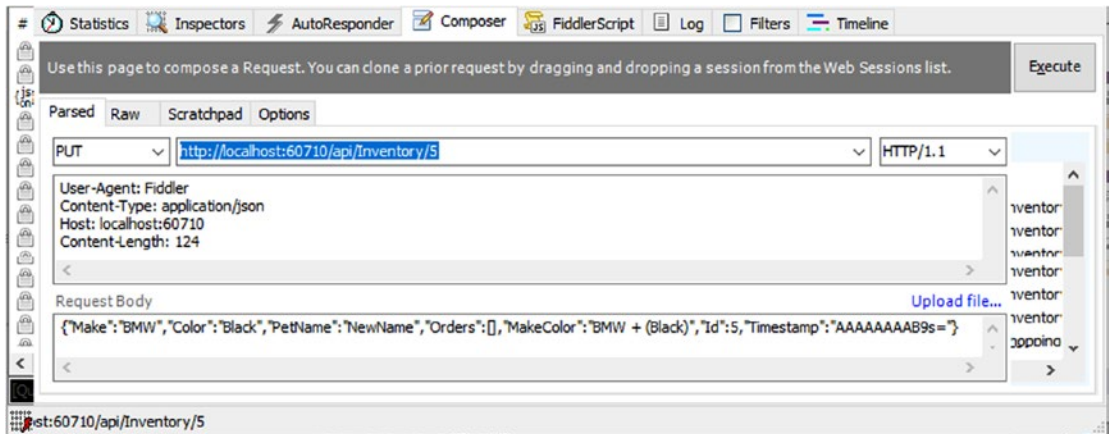 # Statistics Inspectors AutoResponder Composer FiddlerScript Log Filters Timeline
Use this page to compose a Request. You can clone a prior request by dragging and dropping a session from the Web Sessions list.
Execute
Parsed Raw Scratchpad Options
PUT http://localhost:60710/api/Inventory/5 HTTP/1.1
User-Agent: Fiddler
Content-Type: application/json
Host: localhost:60710
Content-Length: 124
Request Body Upload file...
{"Make":"BMW","Color":"Black","PetName":"NewName","Orders":[],"MakeColor":"BMW + (Black)","Id":5,"Timestamp":"AAAAAAAAB9s="}
st:60710/api/Inventory/5